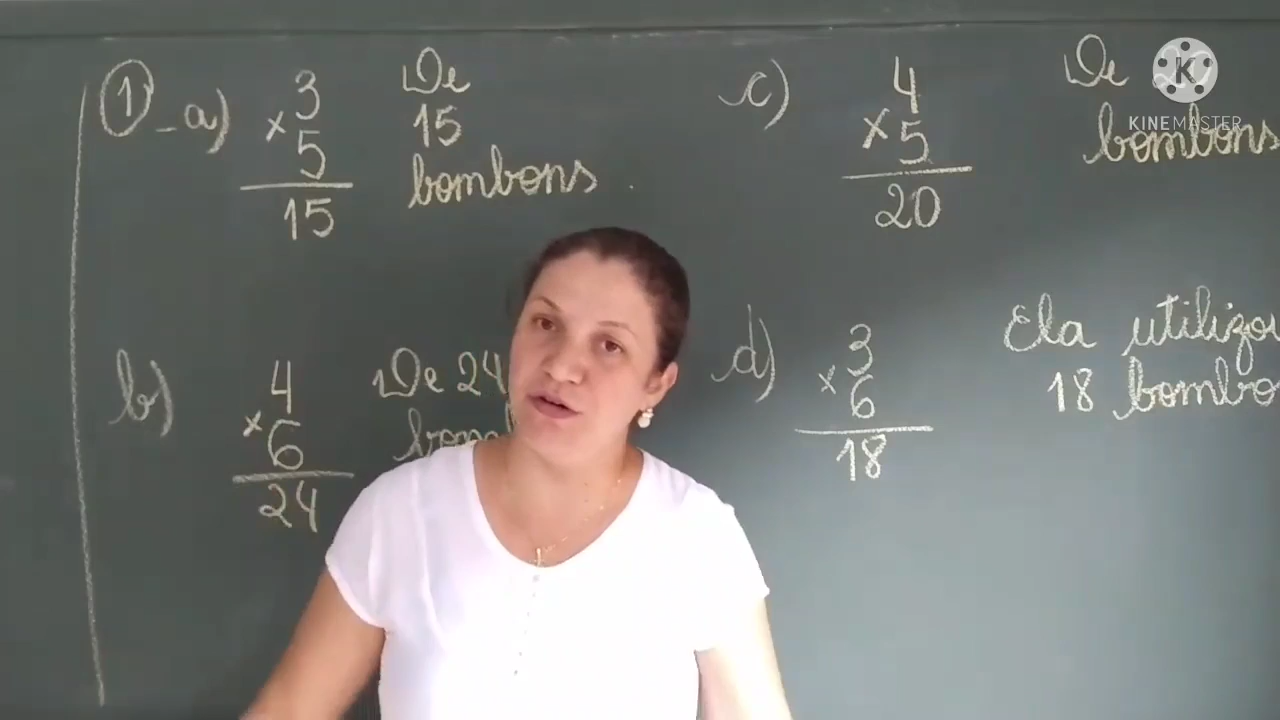 1 - a)
3
× 5
15
De
15
bombons.
b)
4
× 6
24
De 24
c)
4
× 5
20
De
bombons
d)
3
× 6
18
Ela
18
KINEMASTER
K